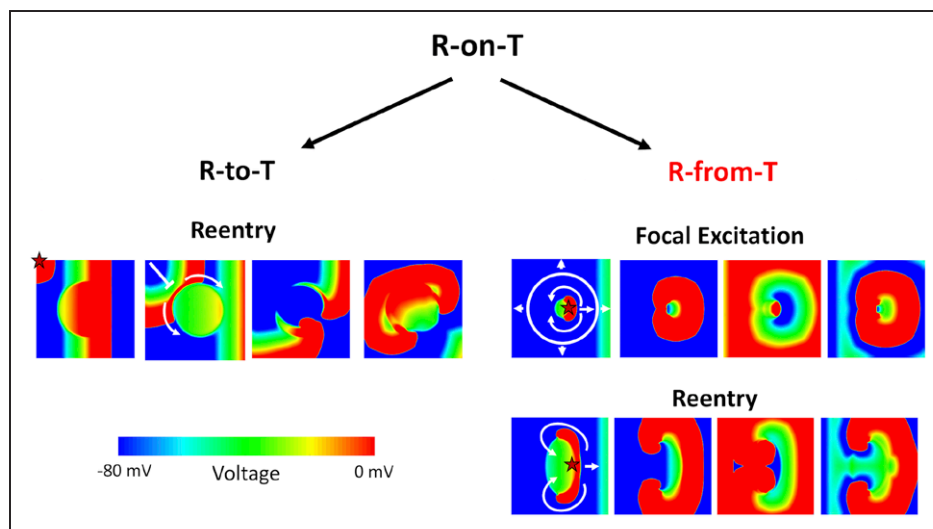 R-on-T
R-to-T
R-from-T
Reentry
Focal Excitation
Reentry
-80 mV
Voltage
0 mV